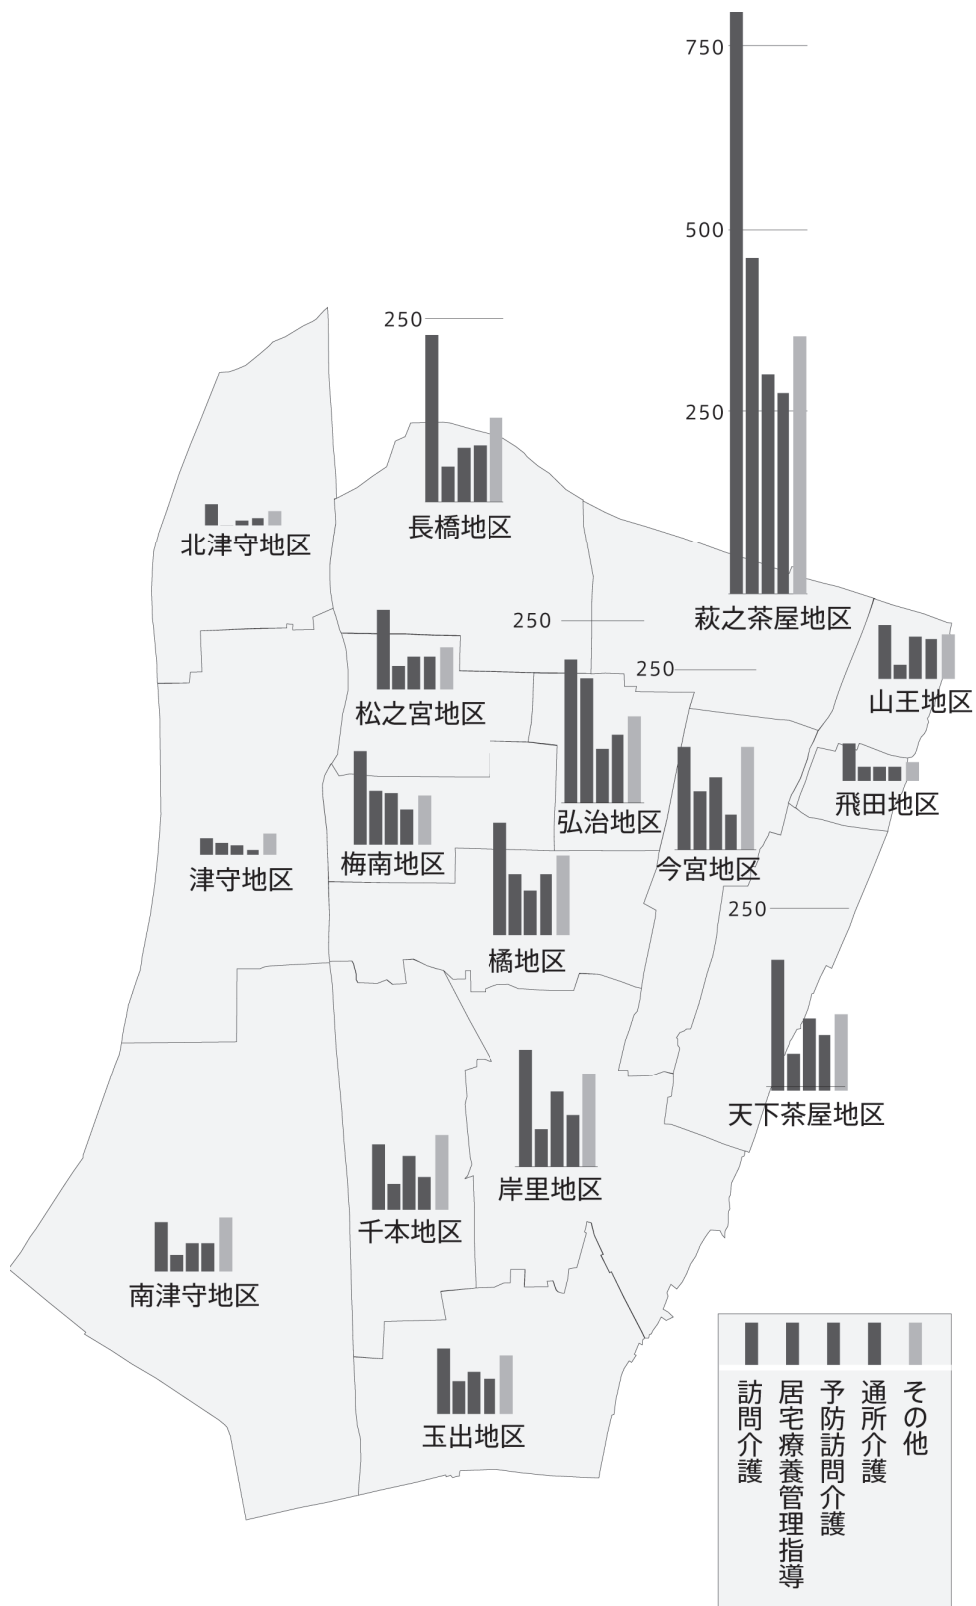 750
500
250
250
長橋地区
北津守地区
萩之茶屋地区
250
250
山王地区
松之宮地区
飛田地区
弘治地区
梅南地区
今宮地区
津守地区
250
橘地区
天下茶屋地区
岸里地区
千本地区
南津守地区
玉出地区
訪問介護
居宅療養管理指導
予防訪問介護
通所介護
その他